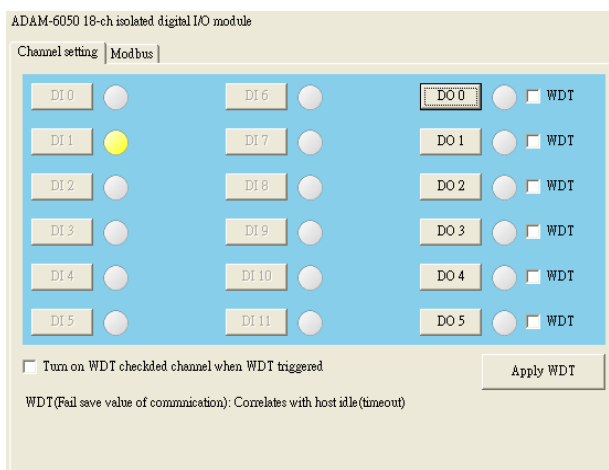 ADAM-6050 18-ch isolated digital I/O module
Channel setting Modbus
DI 0 DI 6 DO 0 WDT
DI 1 DI 7 DO 1 WDT
DI 2 DI 8 DO 2 WDT
DI 3 DI 9 DO 3 WDT
DI 4 DI 10 DO 4 WDT
DI 5 DI 11 DO 5 WDT
Turn on WDT checkded channel when WDT triggered Apply WDT
WDT(Fail save value of commnication): Correlates with host idle(timeout)